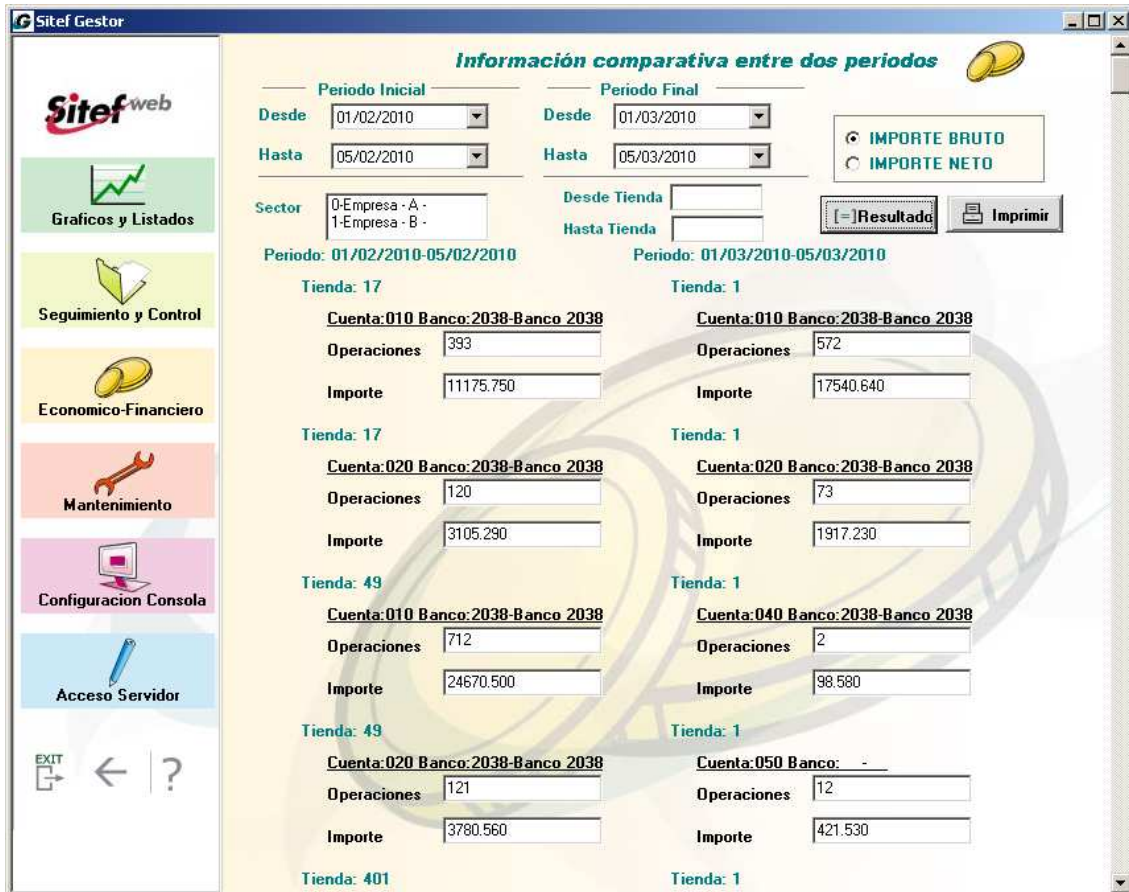 Sitef Gestor
Sitef web
Graficos y Listados
Seguimiento y Control
Economico-Financiero
Mantenimiento
Configuracion Consola
Acceso Servidor
EXIT
?
Información comparativa entre dos periodos
Periodo Inicial
Periodo Final
Desde 01/02/2010
Desde 01/03/2010
Hasta 05/02/2010
Hasta 05/03/2010
IMPORTE BRUTO
IMPORTE NETO
Sector
0-Empresa - A -
1-Empresa - B -
Desde Tienda
Hasta Tienda
[=]Resultado
Imprimir
Periodo: 01/02/2010-05/02/2010
Periodo: 01/03/2010-05/03/2010
Tienda: 17
Tienda: 1
Cuenta:010 Banco:2038-Banco 2038
Cuenta:010 Banco:2038-Banco 2038
Operaciones 393
Operaciones 572
Importe 11175.750
Importe 17540.640
Tienda: 17
Tienda: 1
Cuenta:020 Banco:2038-Banco 2038
Cuenta:020 Banco:2038-Banco 2038
Operaciones 120
Operaciones 73
Importe 3105.290
Importe 1917.230
Tienda: 49
Tienda: 1
Cuenta:010 Banco:2038-Banco 2038
Cuenta:040 Banco:2038-Banco 2038
Operaciones 712
Operaciones 2
Importe 24670.500
Importe 98.580
Tienda: 49
Tienda: 1
Cuenta:020 Banco:2038-Banco 2038
Cuenta:050 Banco: -
Operaciones 121
Operaciones 12
Importe 3780.560
Importe 421.530
Tienda: 401
Tienda: 1